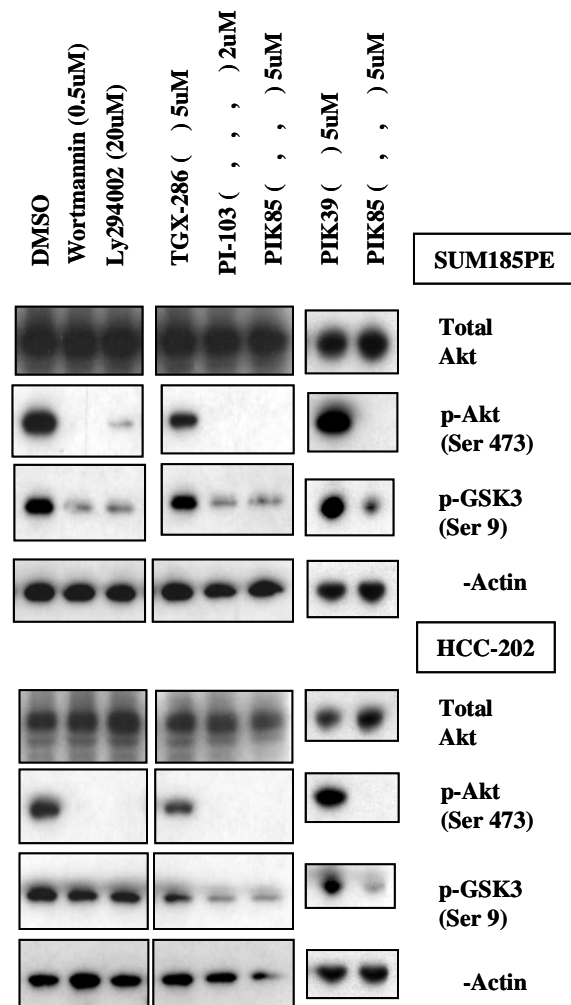 DMSO
Wortmannin (0.5uM)
Ly294002 (20uM)
TGX-286 ( ) 5uM
PI-103 ( , , , ) 2uM
PIK85 ( , , ) 5uM
PIK39 ( ) 5uM
PIK85 ( , , ) 5uM
SUM185PE
Total
Akt
p-Akt
(Ser 473)
p-GSK3
(Ser 9)
-Actin
HCC-202
Total
Akt
p-Akt
(Ser 473)
p-GSK3
(Ser 9)
-Actin